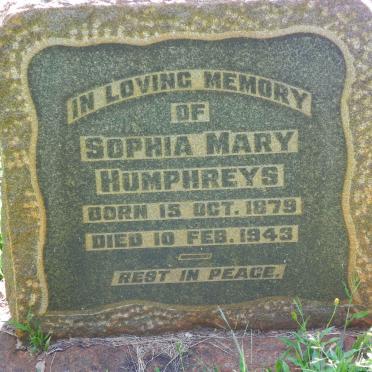 IN LOVING MEMORY
OF
SOPHIA MARY
HUMPHREYS
BORN 15 OCT. 1879
DIED 10 FEB. 1943
REST IN PEACE.